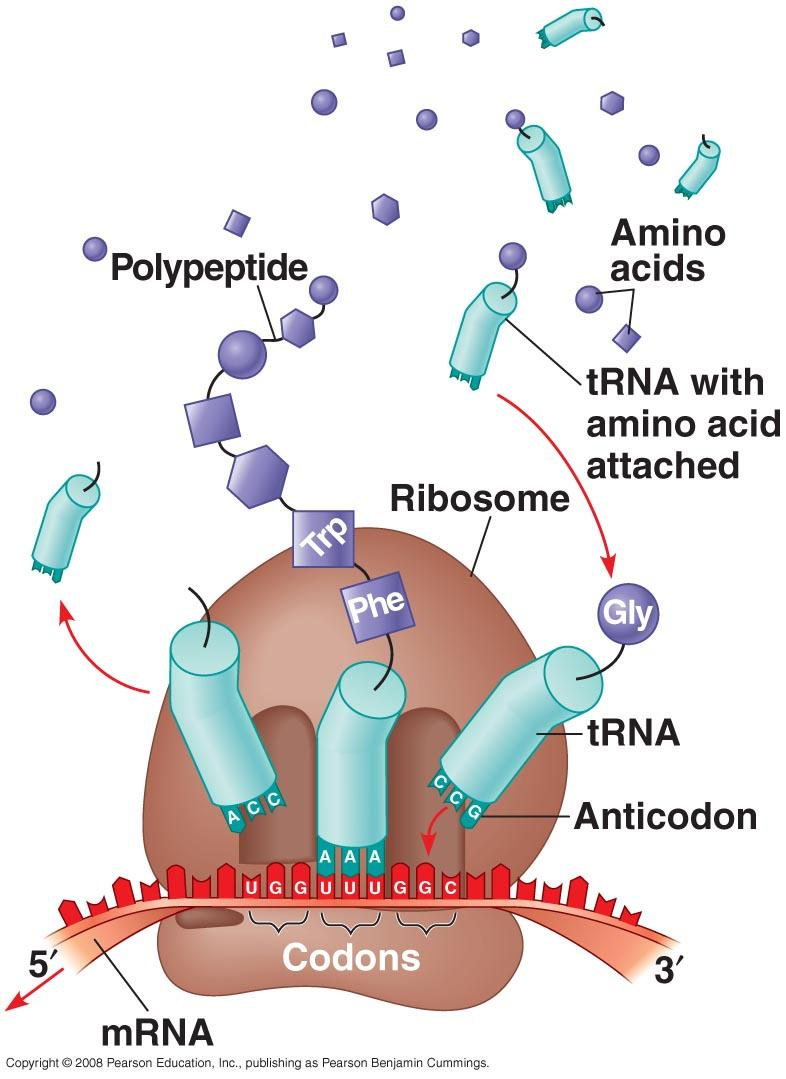 Amino
acids
Polypeptide
tRNA with
amino acid
attached
Ribosome
Trp
Phe
Gly
tRNA
A C C
C C G
Anticodon
A A A
U G G U U U G G C
Codons
5′
3′
mRNA
Copyright © 2008 Pearson Education, Inc., publishing as Pearson Benjamin Cummings.